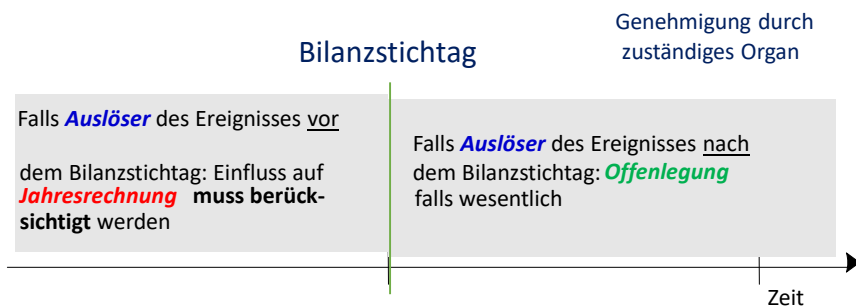 Genehmigung durch
zuständiges Organ
Bilanzstichtag
Falls Auslöser des Ereignisses vor
dem Bilanzstichtag: Einfluss auf
Jahresrechnung muss berück-
sichtigt werden
Falls Auslöser des Ereignisses nach
dem Bilanzstichtag: Offenlegung
falls wesentlich
Zeit